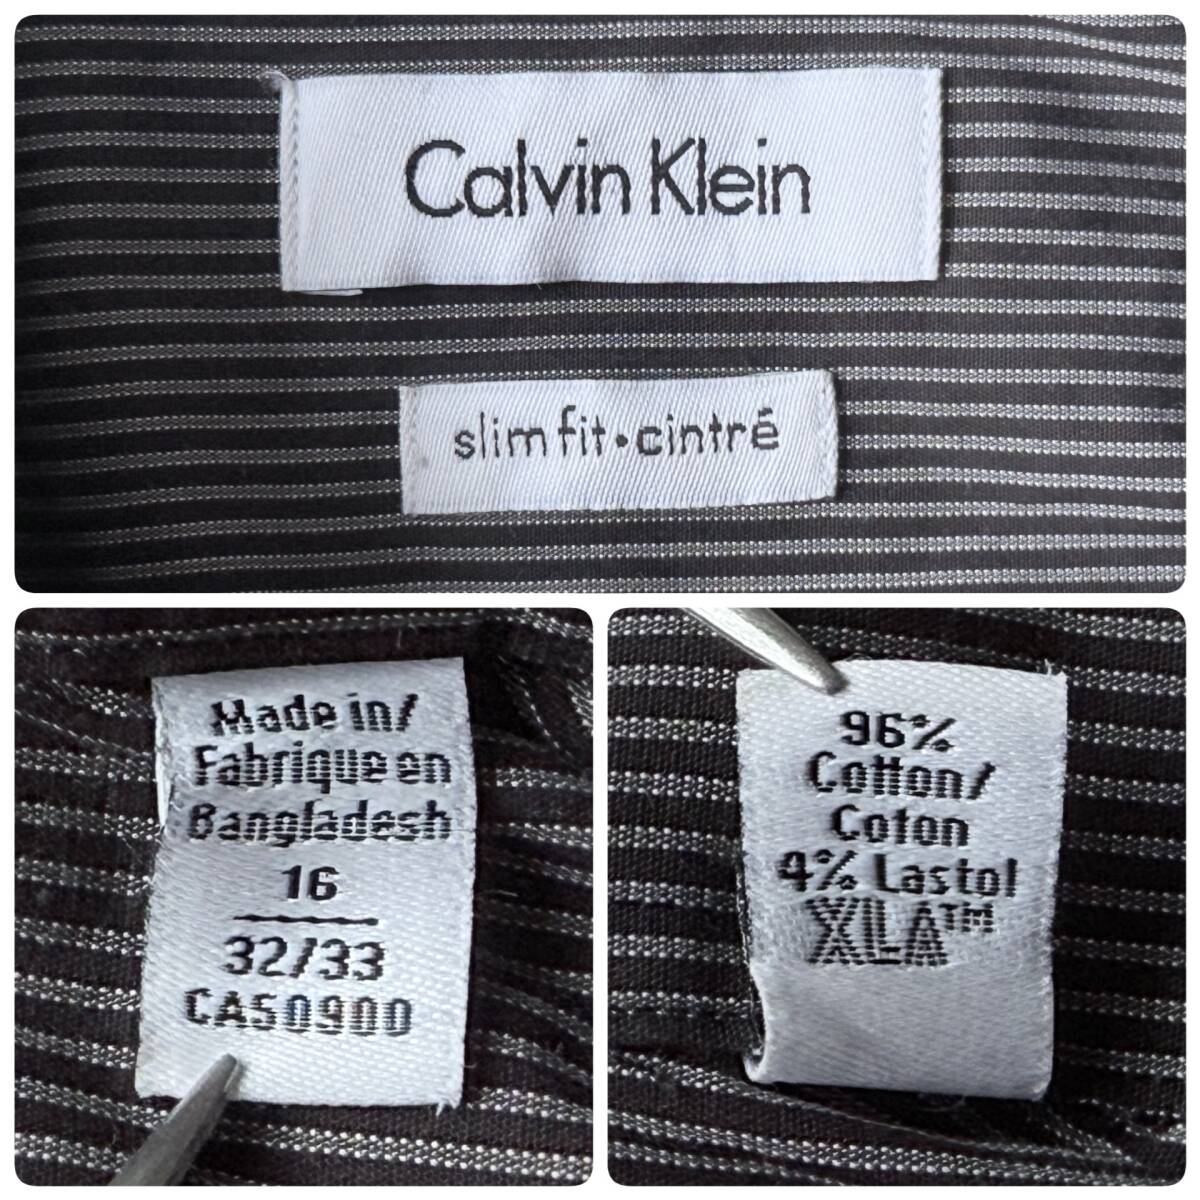 Calvin Klein
slim fit•cintré
Made in/
Fabrique en
Bangladesh
16
32/33
CA50900
96%
Cotton/
Coton
4% Lastol
XLA™